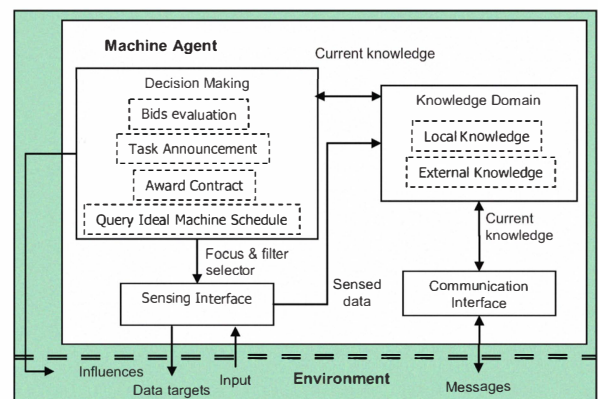 Machine Agent
Current knowledge
Decision Making
Bids evaluation
Task Announcement
Award Contract
Query Ideal Machine Schedule
Knowledge Domain
Local Knowledge
External Knowledge
Focus & filter
selector
Current
knowledge
Sensing Interface
Sensed
data
Communication
Interface
Influences
Data targets
Input
Environment
Messages